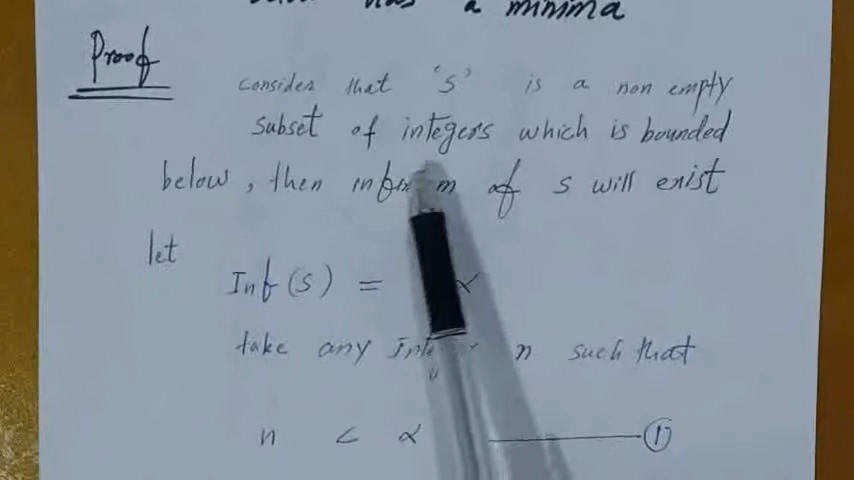 has a minima
Proof
consider that 's' is a non empty
subset of integers which is bounded
below, then of s will exist
let
Inf(s) = α
take any n such that
n < α ——— ①